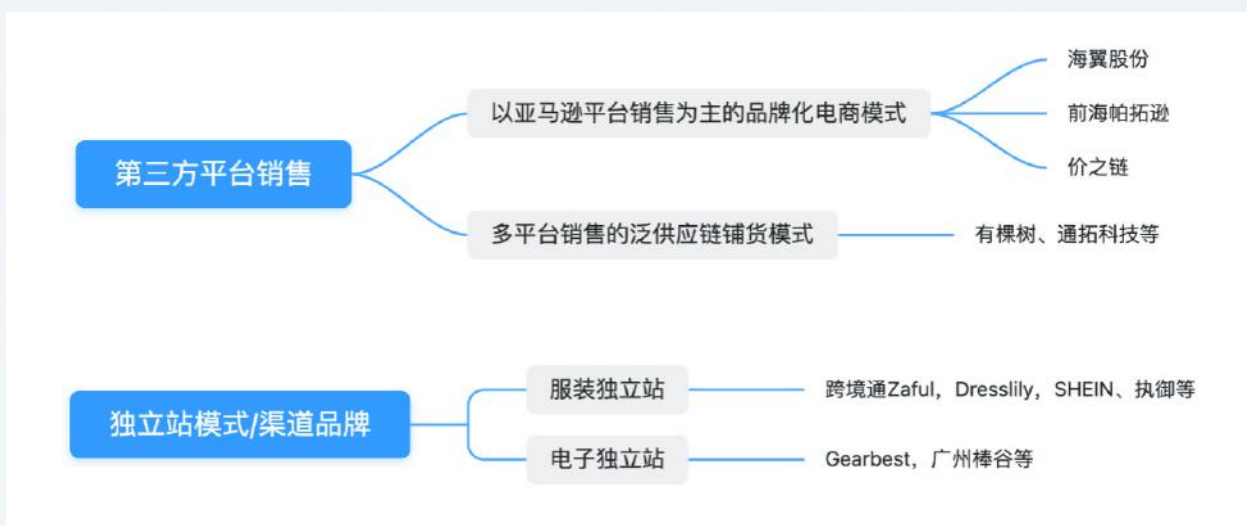 第三方平台销售
以亚马逊平台销售为主的品牌化电商模式
海翼股份
前海帕拓逊
价之链
多平台销售的泛供应链铺货模式
有棵树、通拓科技等
独立站模式/渠道品牌
服装独立站
跨境通Zaful，Dresslily，SHEIN、执御等
电子独立站
Gearbest，广州棒谷等